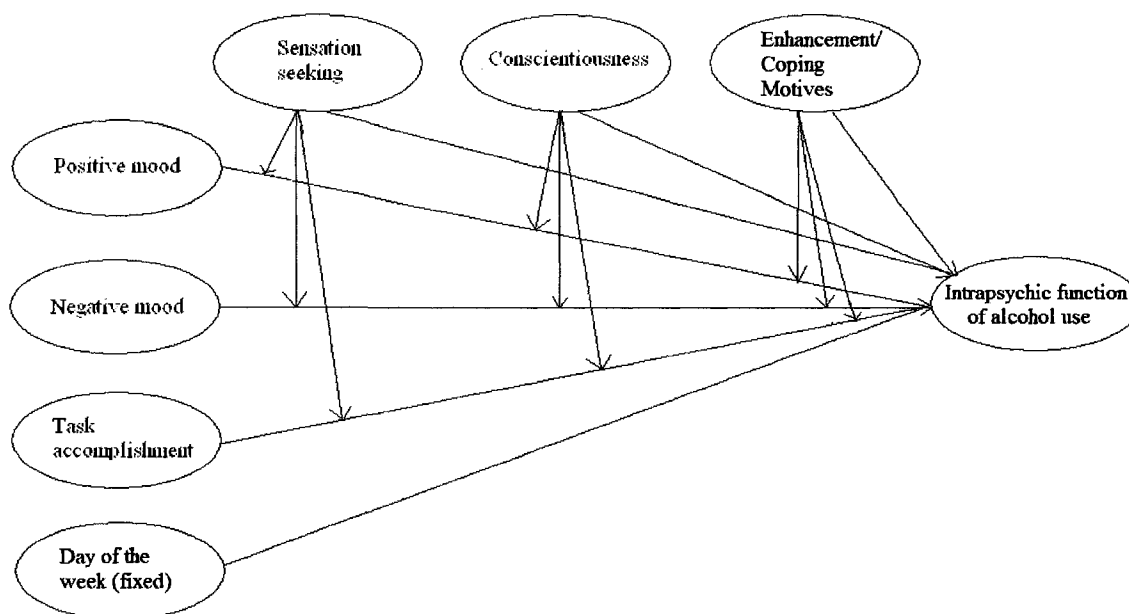 Sensation
seeking
Conscientiousness
Enhancement/
Coping
Motives
Positive mood
Negative mood
Intrapsychic function
of alcohol use
Task
accomplishment
Day of the
week (fixed)